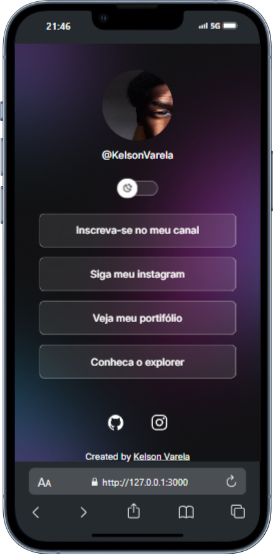 21:46
5G
@KelsonVarela
Inscreva-se no meu canal
Siga meu instagram
Veja meu portifólio
Conheca o explorer
Created by Kelson Varela
AA http://127.0.0.1:3000